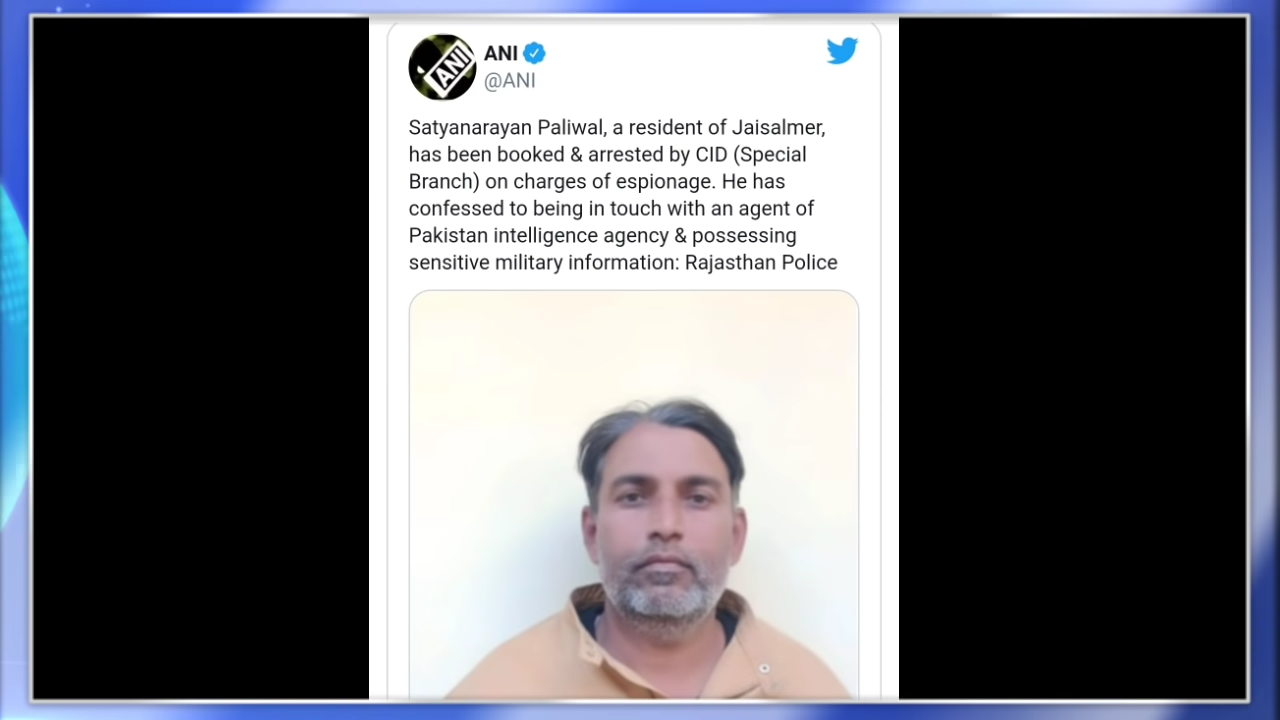 ANI
ANI
@ANI
Satyanarayan Paliwal, a resident of Jaisalmer,
has been booked & arrested by CID (Special
Branch) on charges of espionage. He has
confessed to being in touch with an agent of
Pakistan intelligence agency & possessing
sensitive military information: Rajasthan Police